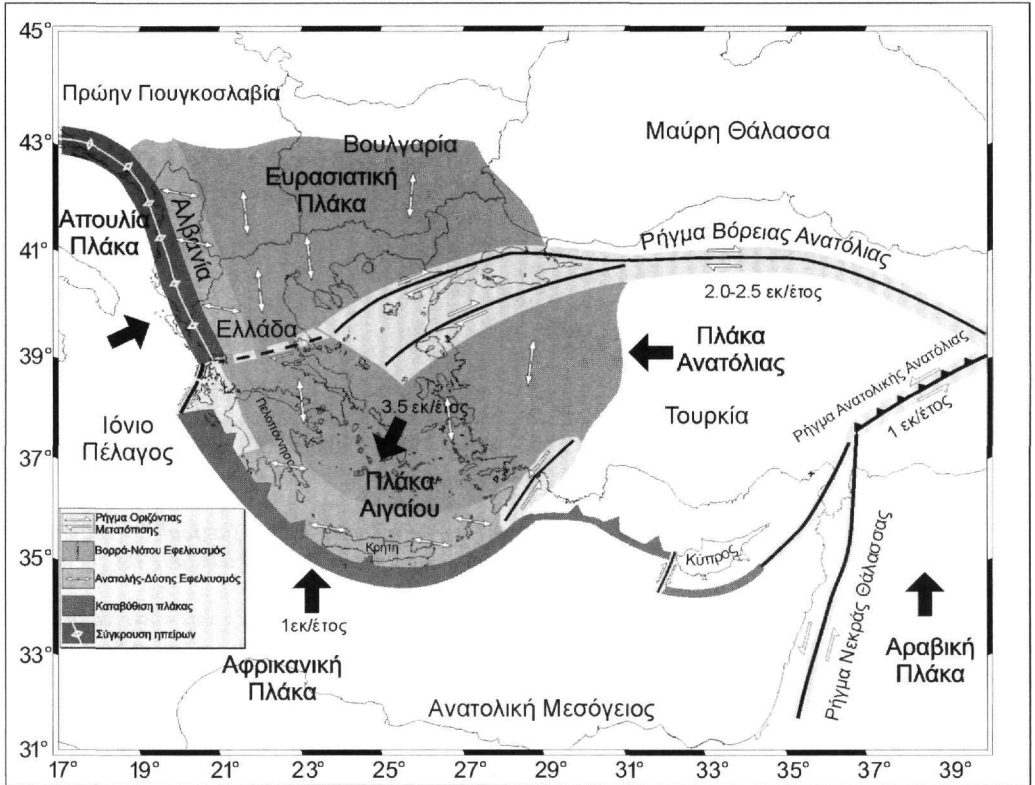 45°
Πρώην Γιουγκοσλαβία
Μαύρη Θάλασσα
43°
Βουλγαρία
Ευρασιατική
Πλάκα
Απουλία
Πλάκα
Αλβανία
41°
Ρήγμα Βόρειας Ανατόλιας
2.0-2.5 εκ/έτος
Ελλάδα
39°
Πλάκα
Ανατόλιας
Ρήγμα Ανατολικής Ανατόλιας
1 εκ/έτος
3.5 εκ/έτος
Τουρκία
Ιόνιο
Πέλαγος
Πελοπόννησος
37°
Πλάκα
Αιγαίου
Ρήγμα Οριζόντιας
Μετατόπισης
Βορρά-Νότου Εφελκυσμός
Ανατολής-Δύσης Εφελκυσμός
Καταβύθιση πλάκας
Σύγκρουση ηπείρων
35°
Κρήτη
Κύπρος
Ρήγμα Νεκράς Θάλασσας
1εκ/έτος
33°
Αφρικανική
Πλάκα
Αραβική
Πλάκα
Ανατολική Μεσόγειος
31°
17° 19° 21° 23° 25° 27° 29° 31° 33° 35° 37° 39°